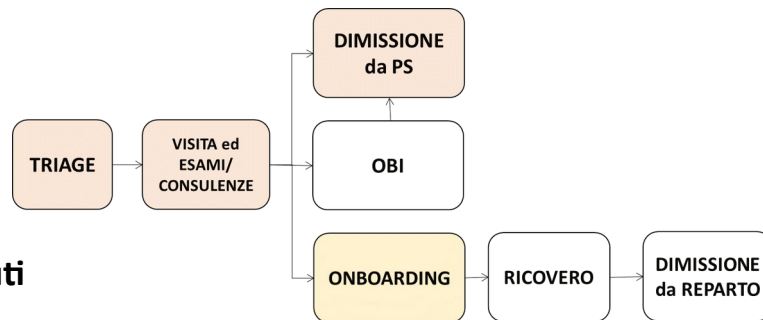 DIMISSIONE
da PS
TRIAGE
VISITA ed
ESAMI/
CONSULENZE
OBI
ONBOARDING
RICOVERO
DIMISSIONE
da REPARTO